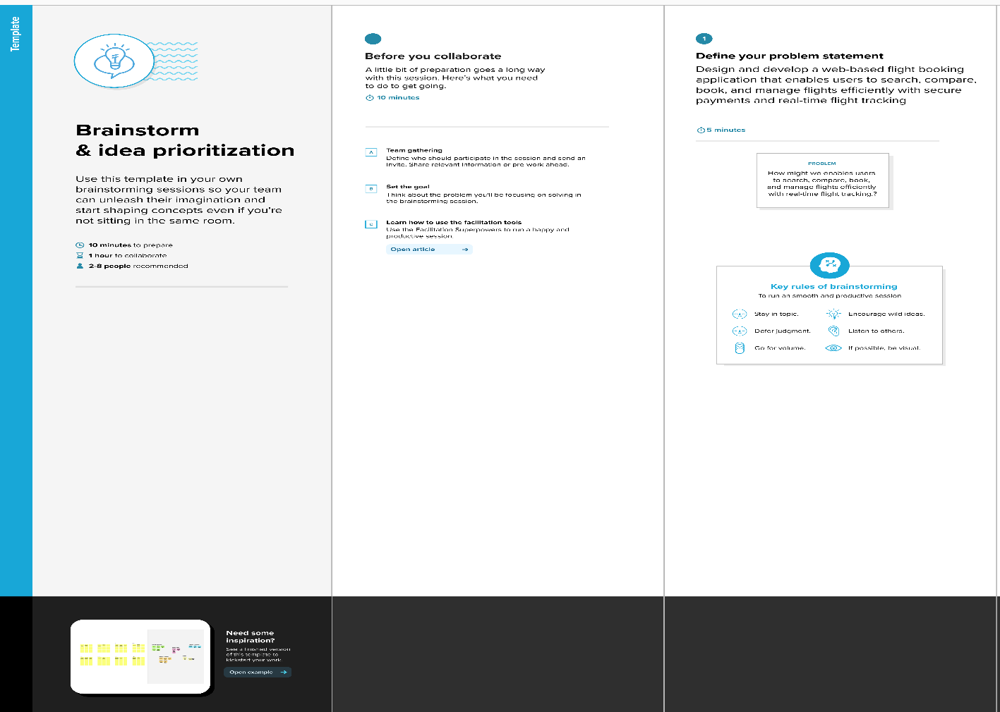 Template
Brainstorm
& idea prioritization
Use this template in your own
brainstorming sessions so your team
can unleash their imagination and
start shaping concepts even if you're
not sitting in the same room.
10 minutes to prepare
1 hour to collaborate
2-8 people recommended
Need some
inspiration?
See a finished version
of this template to
kickstart your work.
Open example
Before you collaborate
A little bit of preparation goes a long way
with this session. Here's what you need
to do to get going.
10 minutes
A
Team gathering
Define who should participate in the session and send an
invite. Share relevant information or pre-work ahead.
B
Set the goal
Think about the problem you'll be focusing on solving in
the brainstorming session.
C
Learn how to use the facilitation tools
Use the Facilitation Superpowers to run a happy and
productive session.
Open article
1
Define your problem statement
Design and develop a web-based flight booking
application that enables users to search, compare,
book, and manage flights efficiently with secure
payments and real-time flight tracking
5 minutes
PROBLEM
How might we enables users
to search, compare, book,
and manage flights efficiently
with real-time flight tracking.?
Key rules of brainstorming
To run an smooth and productive session
Stay in topic.
Encourage wild ideas.
Defer judgment.
Listen to others.
Go for volume.
If possible, be visual.